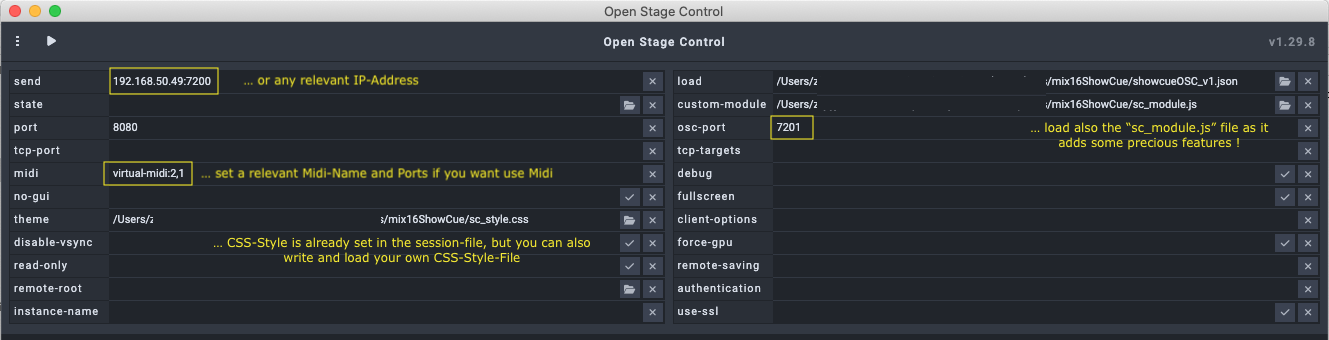 Open Stage Control
Open Stage Control
v1.29.8
send 192.168.50.49:7200 ... or any relevant IP-Address
state
port 8080
tcp-port
midi virtual-midi:2,1 ... set a relevant Midi-Name and Ports if you want use Midi
no-gui
theme /Users/z s/mix16ShowCue/sc_style.css
disable-vsync ... CSS-Style is already set in the session-file, but you can also
write and load your own CSS-Style-File
read-only
remote-root
instance-name
load /Users/z s/mix16ShowCue/showcueOSC_v1.json
custom-module /Users/z s/mix16ShowCue/sc_module.js
osc-port 7201 ... load also the “sc_module.js” file as it
adds some precious features !
tcp-targets
debug
fullscreen
client-options
force-gpu
remote-saving
authentication
use-ssl